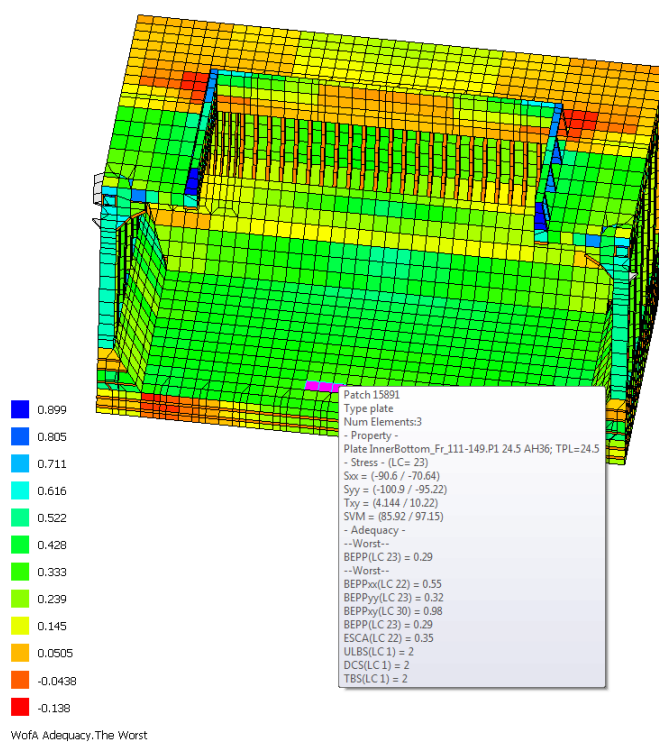 Patch 15891
Type plate
Num Elements:3
- Property -
Plate InnerBottom_Fr_111-149.P1 24.5 AH36; TPL=24.5
- Stress - (LC= 23)
Sxx = (-90.6 / -70.64)
Syy = (-100.9 / -95.22)
Txy = (4.144 / 10.22)
SVM = (85.92 / 97.15)
- Adequacy -
--Worst--
BEPP(LC 23) = 0.29
--Worst--
BEPPxx(LC 22) = 0.55
BEPPyy(LC 23) = 0.32
BEPPxy(LC 30) = 0.98
BEPP(LC 23) = 0.29
ESCA(LC 22) = 0.35
ULBS(LC 1) = 2
DCS(LC 1) = 2
TBS(LC 1) = 2
0.899
0.805
0.711
0.616
0.522
0.428
0.333
0.239
0.145
0.0505
-0.0438
-0.138
WofA Adequacy.The Worst